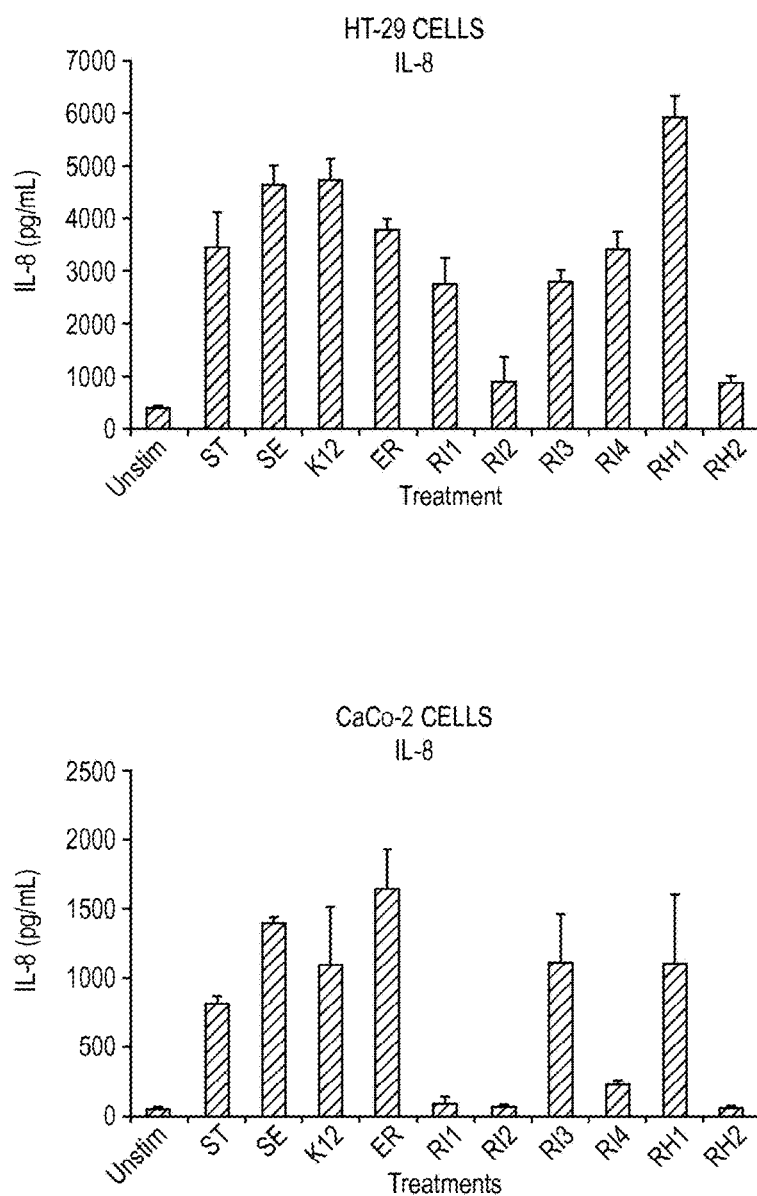 HT-29 CELLS
IL-8
7000
6000
5000
4000
3000
2000
1000
0
IL-8 (pg/mL)
Unstim ST SE K12 ER RI1 RI2 RI3 RI4 RH1 RH2
Treatment
CaCo-2 CELLS
IL-8
2500
2000
1500
1000
500
0
IL-8 (pg/mL)
Unstim ST SE K12 ER RI1 RI2 RI3 RI4 RH1 RH2
Treatments